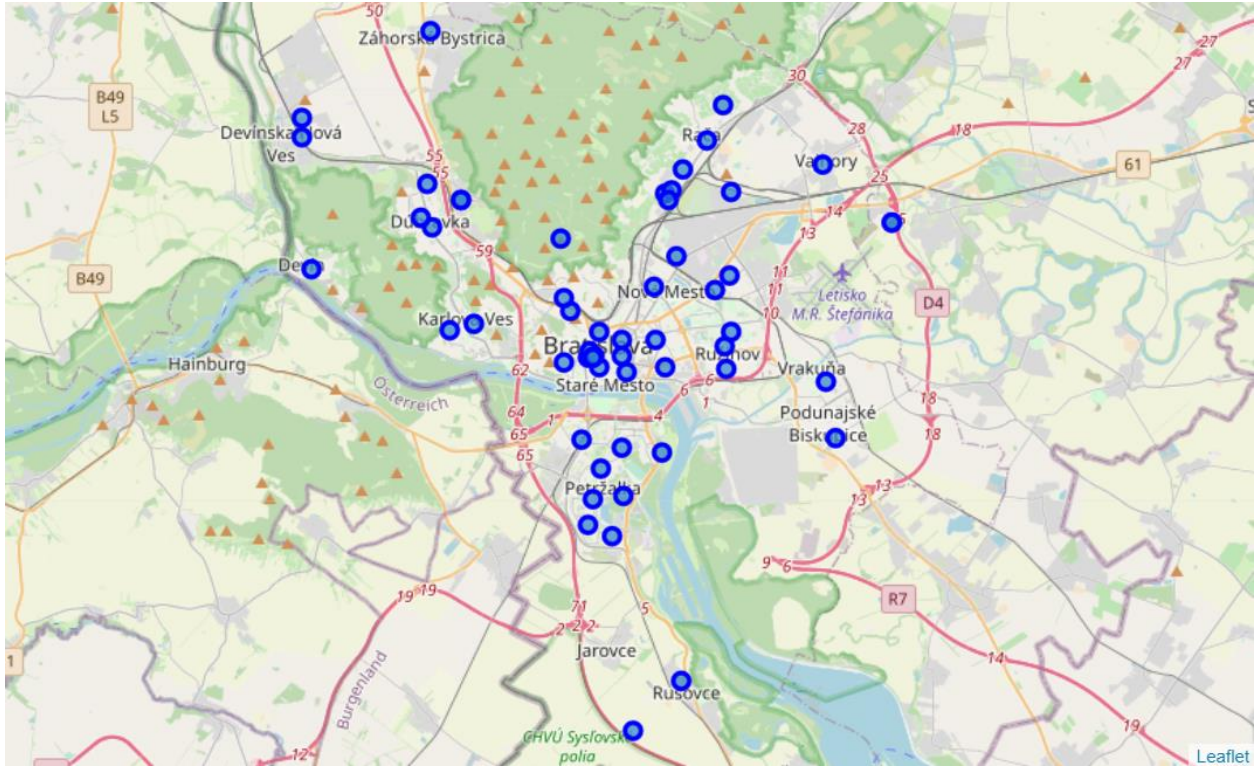 50
Záhorská Bystrica
B49
L5
30
27
27
28
18
18
Devínska Nová
Ves
Rača
Vajnory
61
55
55
25
14
Dúbravka
59
13
B49
Devín
11
11
10
Nové Mesto
Letisko
M.R. Štefánika
D4
Karlova Ves
Hainburg
Bratislava
Ružinov
Vrakuňa
62
Staré Mesto
6
6
1
18
Österreich
64
1
4
Podunajské
Biskupice
65
65
18
Petržalka
13
13
9
6
19
19
71
5
R7
2
2
2
Jarovce
14
1
Burgenland
Rusovce
19
12
CHVÚ Sysľovské
polia
Leaflet